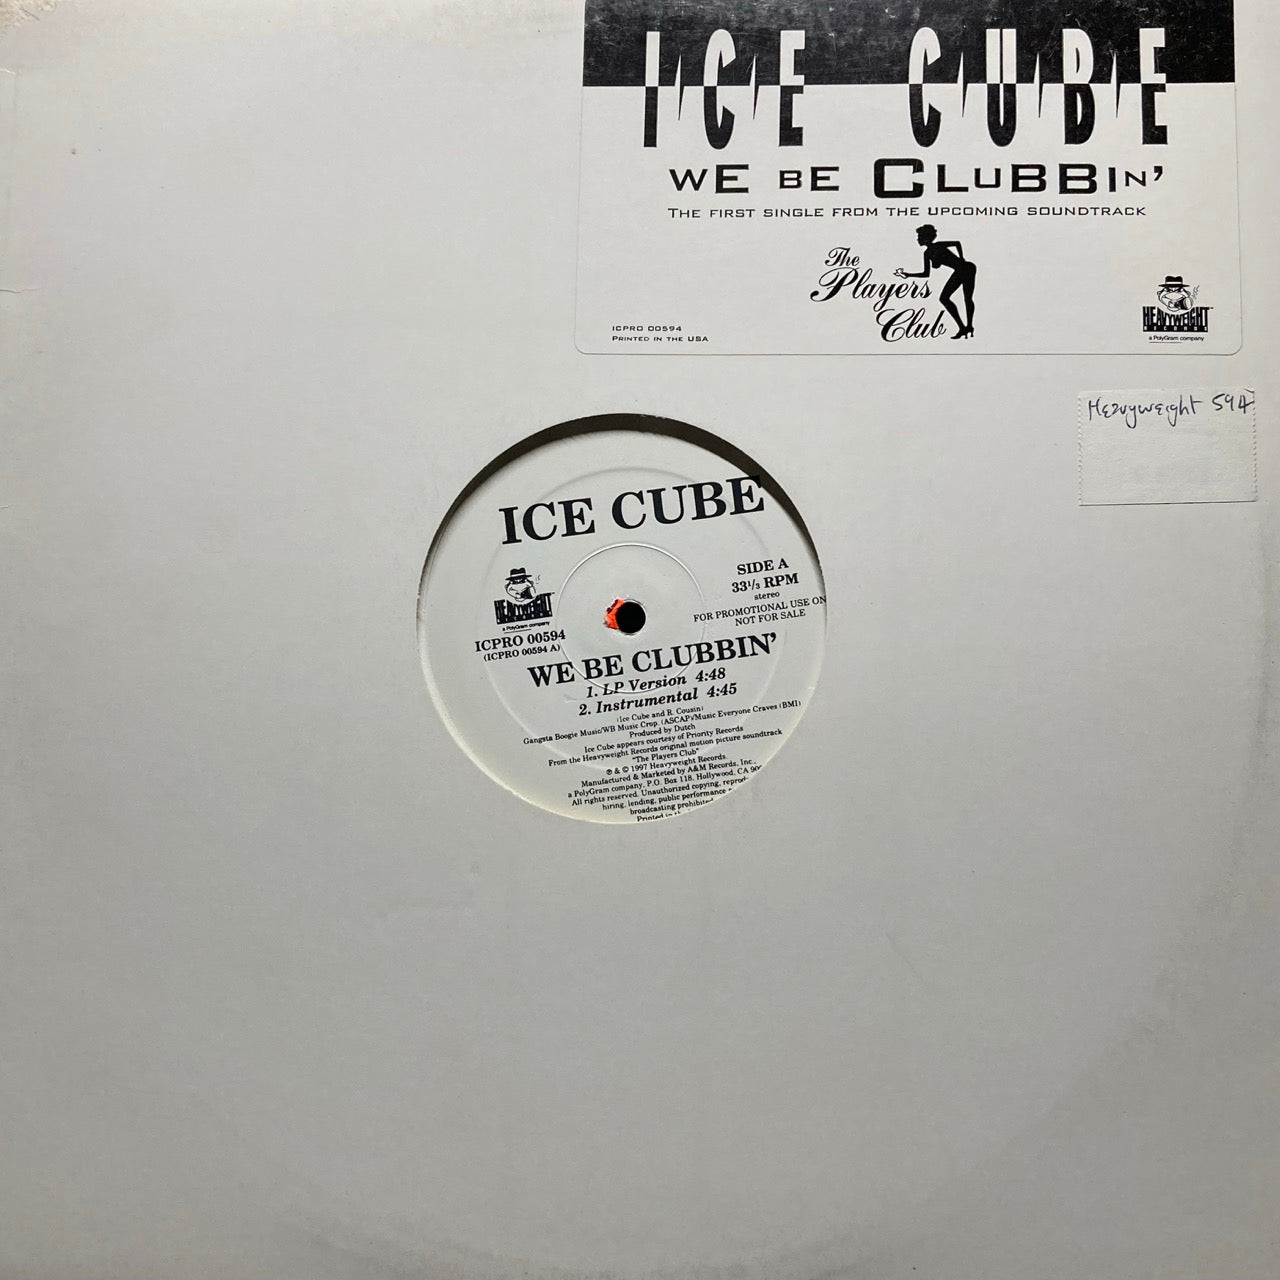 ICE CUBE
WE BE CLUBBIN'
THE FIRST SINGLE FROM THE UPCOMING SOUNDTRACK
The
Players
Club
ICPRO 00594
PRINTED IN THE USA
HEAVYWEIGHT
RECORDS
a PolyGram company
Heavyweight 594
ICE CUBE
SIDE A
33⅓ RPM
stereo
FOR PROMOTIONAL USE ON
NOT FOR SALE
HEAVYWEIGHT
a PolyGram company
ICPRO 00594
(ICPRO 00594 A)
WE BE CLUBBIN'
1. LP Version 4:48
2. Instrumental 4:45
(Ice Cube and R. Cousin)
Gangsta Boogie Music/WB Music Crop. (ASCAP)/Music Everyone Craves (BMI)
Produced by Dutch
Ice Cube appears courtesy of Priority Records
From the Heavyweight Records original motion picture soundtrack
"The Players Club"
℗ & © 1997 Heavyweight Records.
Manufactured & Marketed by A&M Records, Inc.,
a PolyGram company, P.O. Box 118, Hollywood, CA
All rights reserved. Unauthorized copying, reprod
hiring, lending, public performance
broadcasting prohibited
Printed in